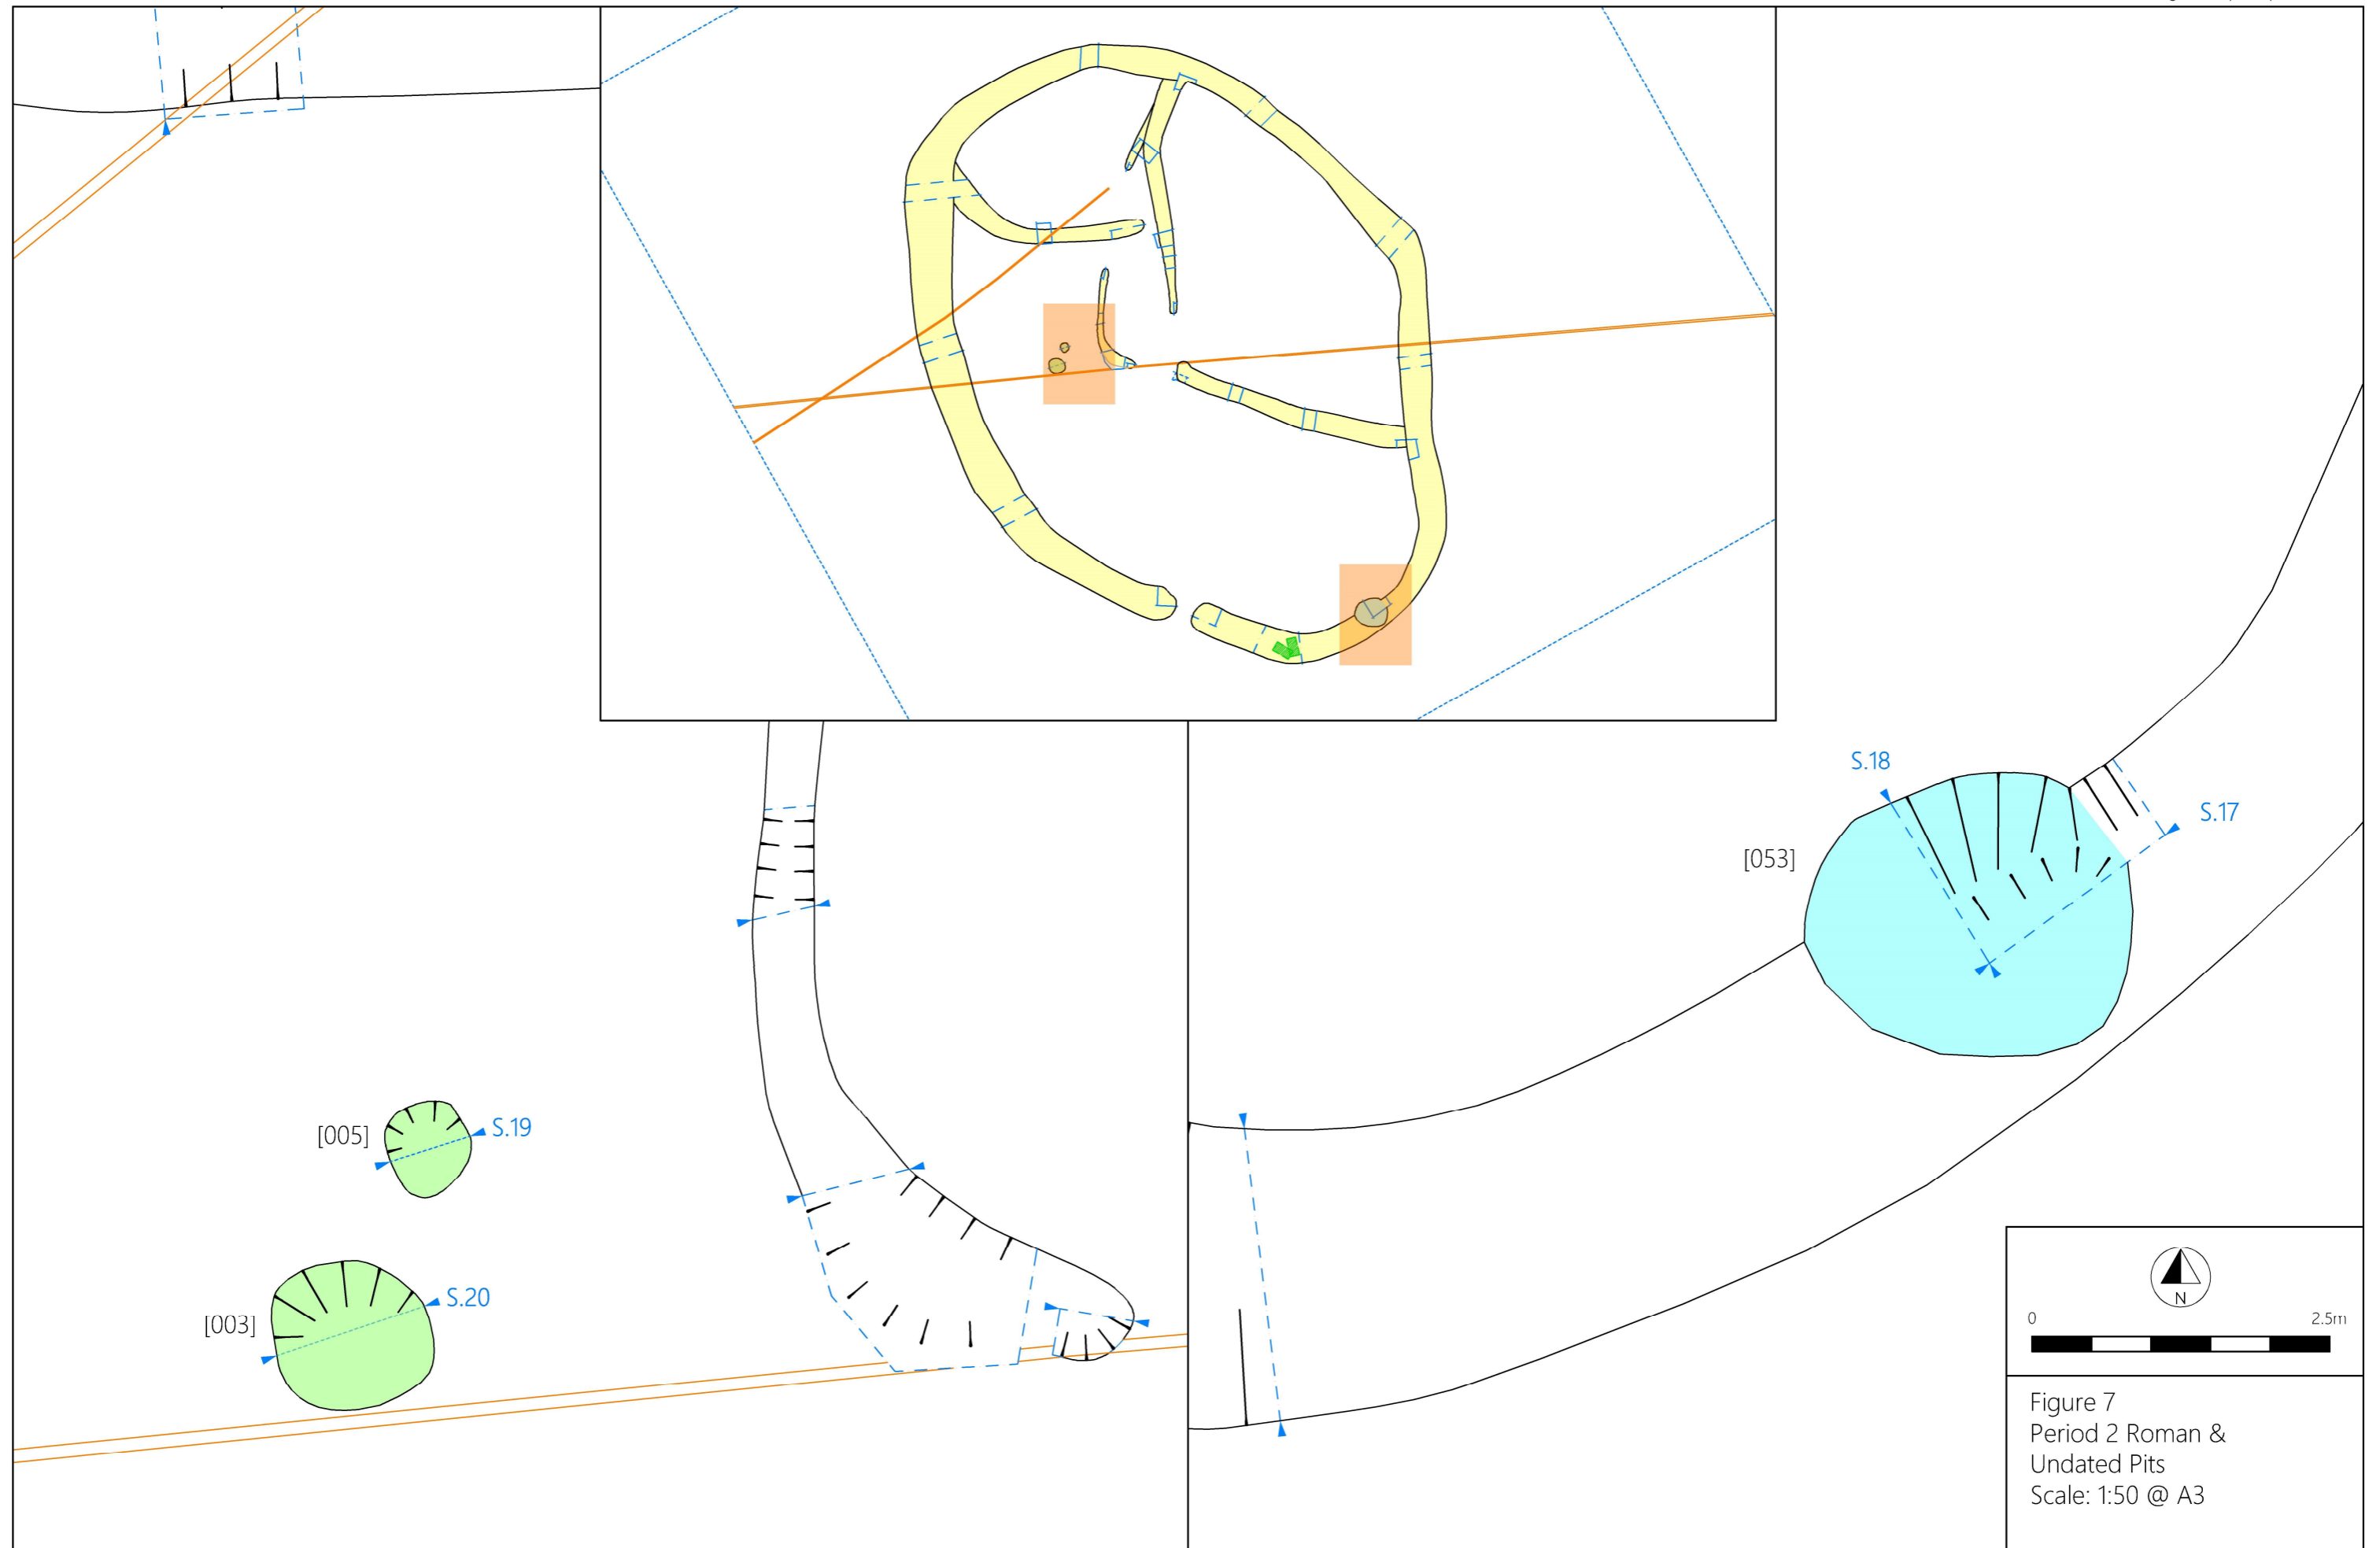 S.18
S.17
[053]
[005]
S.19
[003]
S.20
N
0
2.5m
Figure 7
Period 2 Roman &
Undated Pits
Scale: 1:50 @ A3